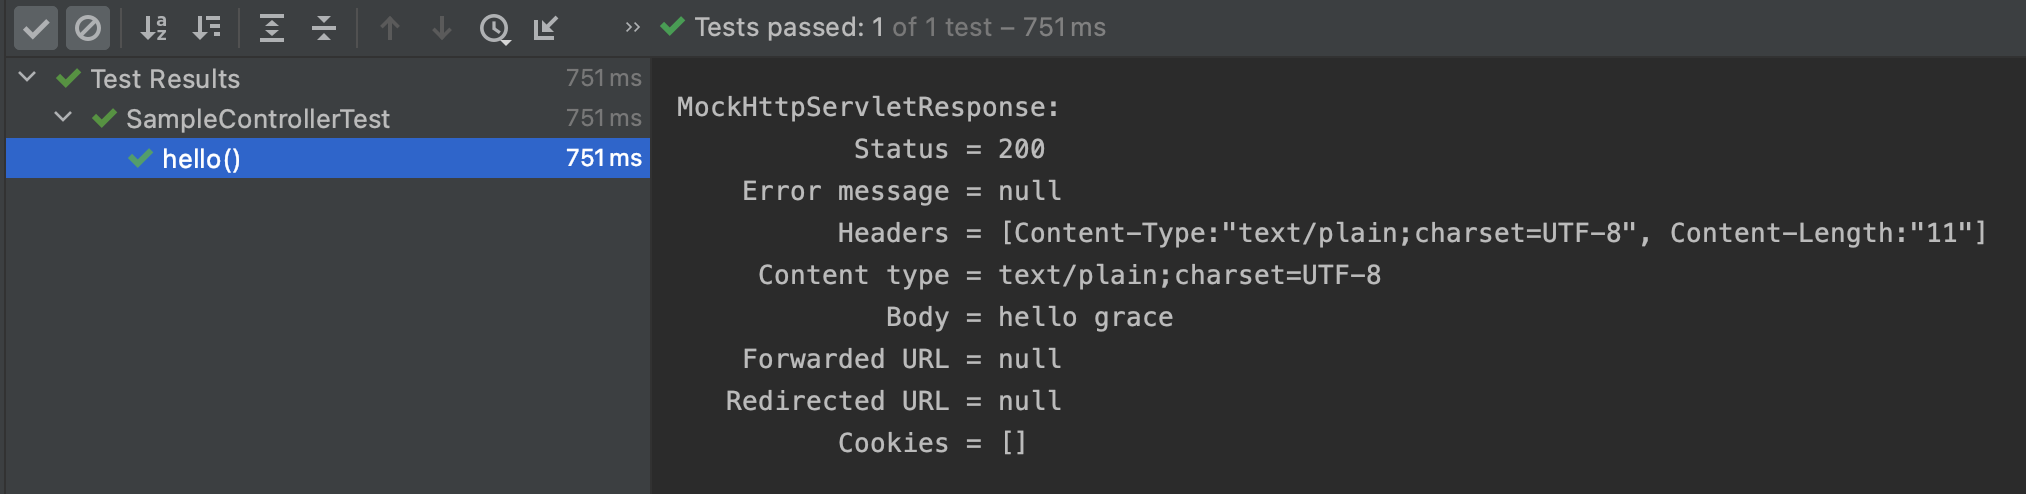 Tests passed: 1 of 1 test – 751 ms
Test Results 751 ms
SampleControllerTest 751 ms
hello() 751 ms
MockHttpServletResponse:
Status = 200
Error message = null
Headers = [Content-Type:"text/plain;charset=UTF-8", Content-Length:"11"]
Content type = text/plain;charset=UTF-8
Body = hello grace
Forwarded URL = null
Redirected URL = null
Cookies = []